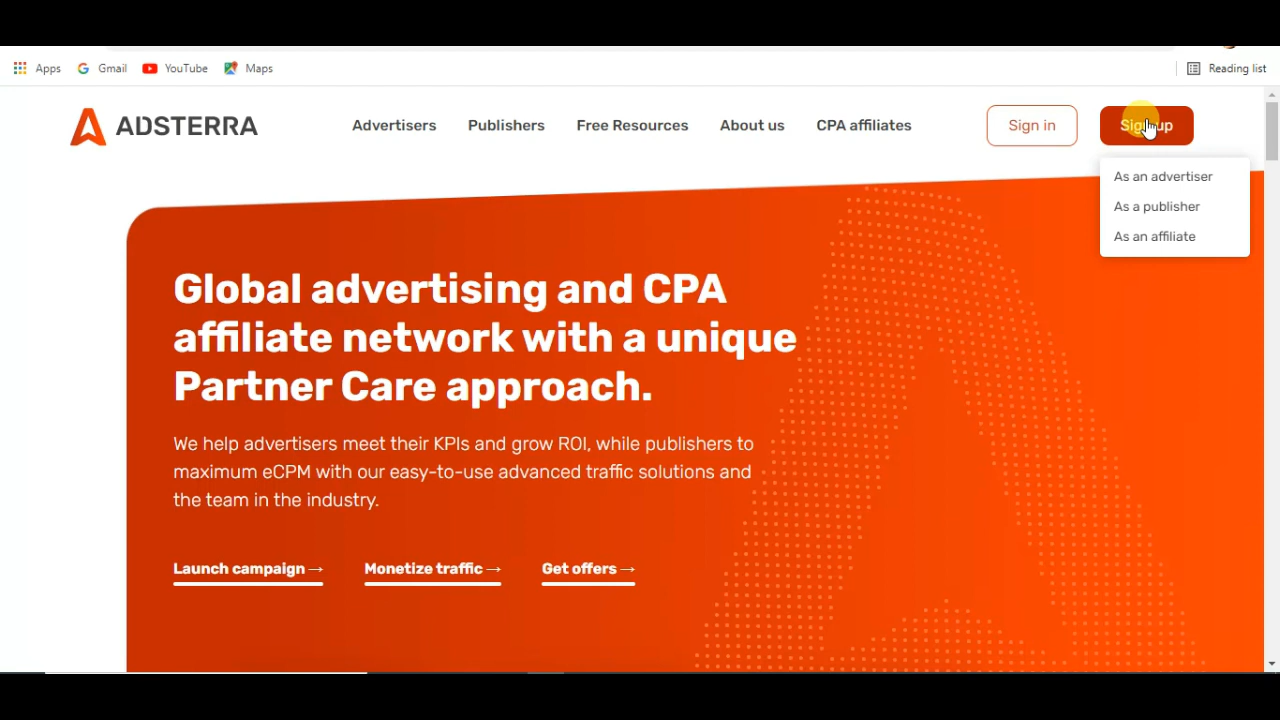 Apps Gmail YouTube Maps Reading list
ADSTERRA Advertisers Publishers Free Resources About us CPA affiliates Sign in Sign up
As an advertiser
As a publisher
As an affiliate
Global advertising and CPA
affiliate network with a unique
Partner Care approach.
We help advertisers meet their KPIs and grow ROI, while publishers to
maximum eCPM with our easy-to-use advanced traffic solutions and
the team in the industry.
Launch campaign → Monetize traffic → Get offers →